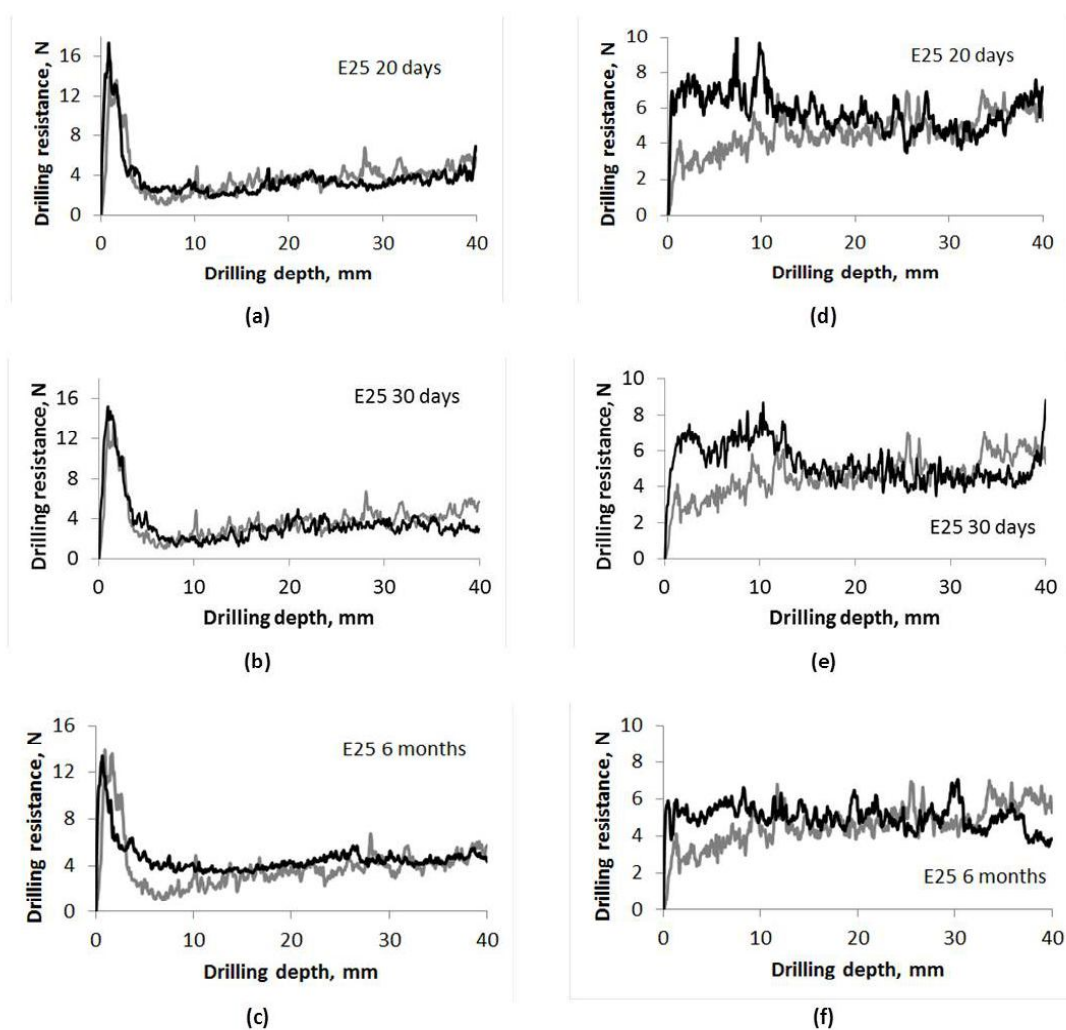 Drilling resistance, N
16
12
8
4
0
E25 20 days
0 10 20 30 40
Drilling depth, mm
(a)
Drilling resistance, N
10
8
6
4
2
0
E25 20 days
0 10 20 30 40
Drilling depth, mm
(d)
Drilling resistance, N
16
12
8
4
0
E25 30 days
0 10 20 30 40
Drilling depth, mm
(b)
Drilling resistance, N
10
8
6
4
2
0
E25 30 days
0 10 20 30 40
Drilling depth, mm
(e)
Drilling resistance, N
16
12
8
4
0
E25 6 months
0 10 20 30 40
Drilling depth, mm
(c)
Drilling resistance, N
10
8
6
4
2
0
E25 6 months
0 10 20 30 40
Drilling depth, mm
(f)